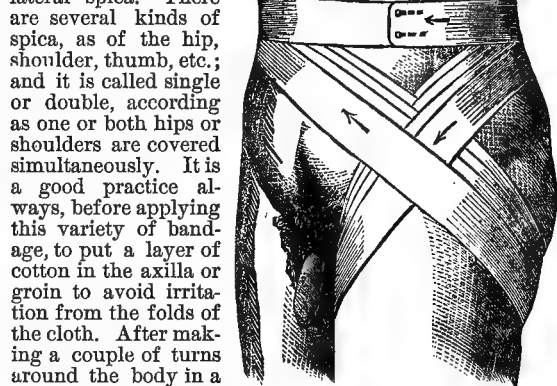 lateral spica. There
are several kinds of
spica, as of the hip,
shoulder, thumb, etc.;
and it is called single
or double, according
as one or both hips or
shoulders are covered
simultaneously. It is
a good practice al-
ways, before applying
this variety of band-
age, to put a layer of
cotton in the axilla or
groin to avoid irrita-
tion from the folds of
the cloth. After mak-
ing a couple of turns
around the body in a